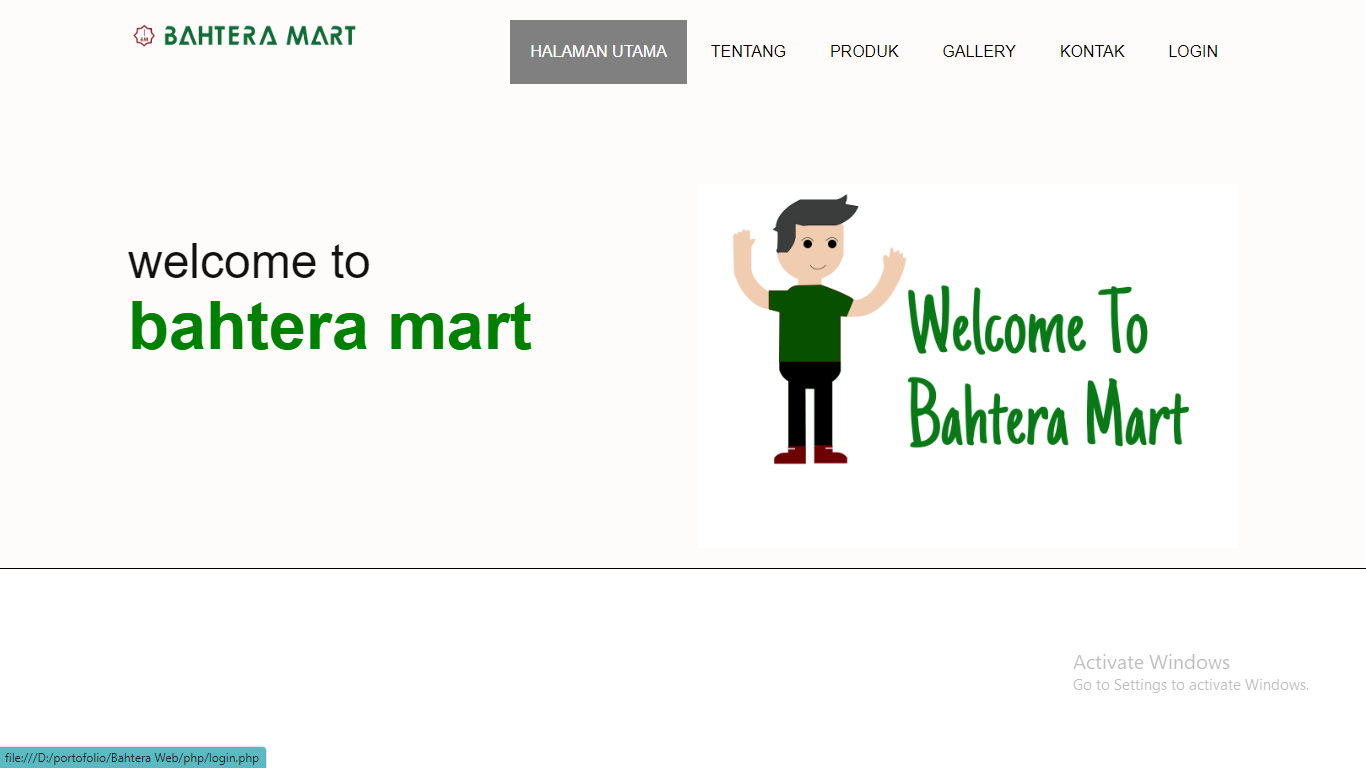 BAHTERA MART
HALAMAN UTAMA TENTANG PRODUK GALLERY KONTAK LOGIN
welcome to
bahtera mart
Welcome To
Bahtera Mart
Activate Windows
Go to Settings to activate Windows.
file:///D:/portofolio/Bahtera Web/php/login.php